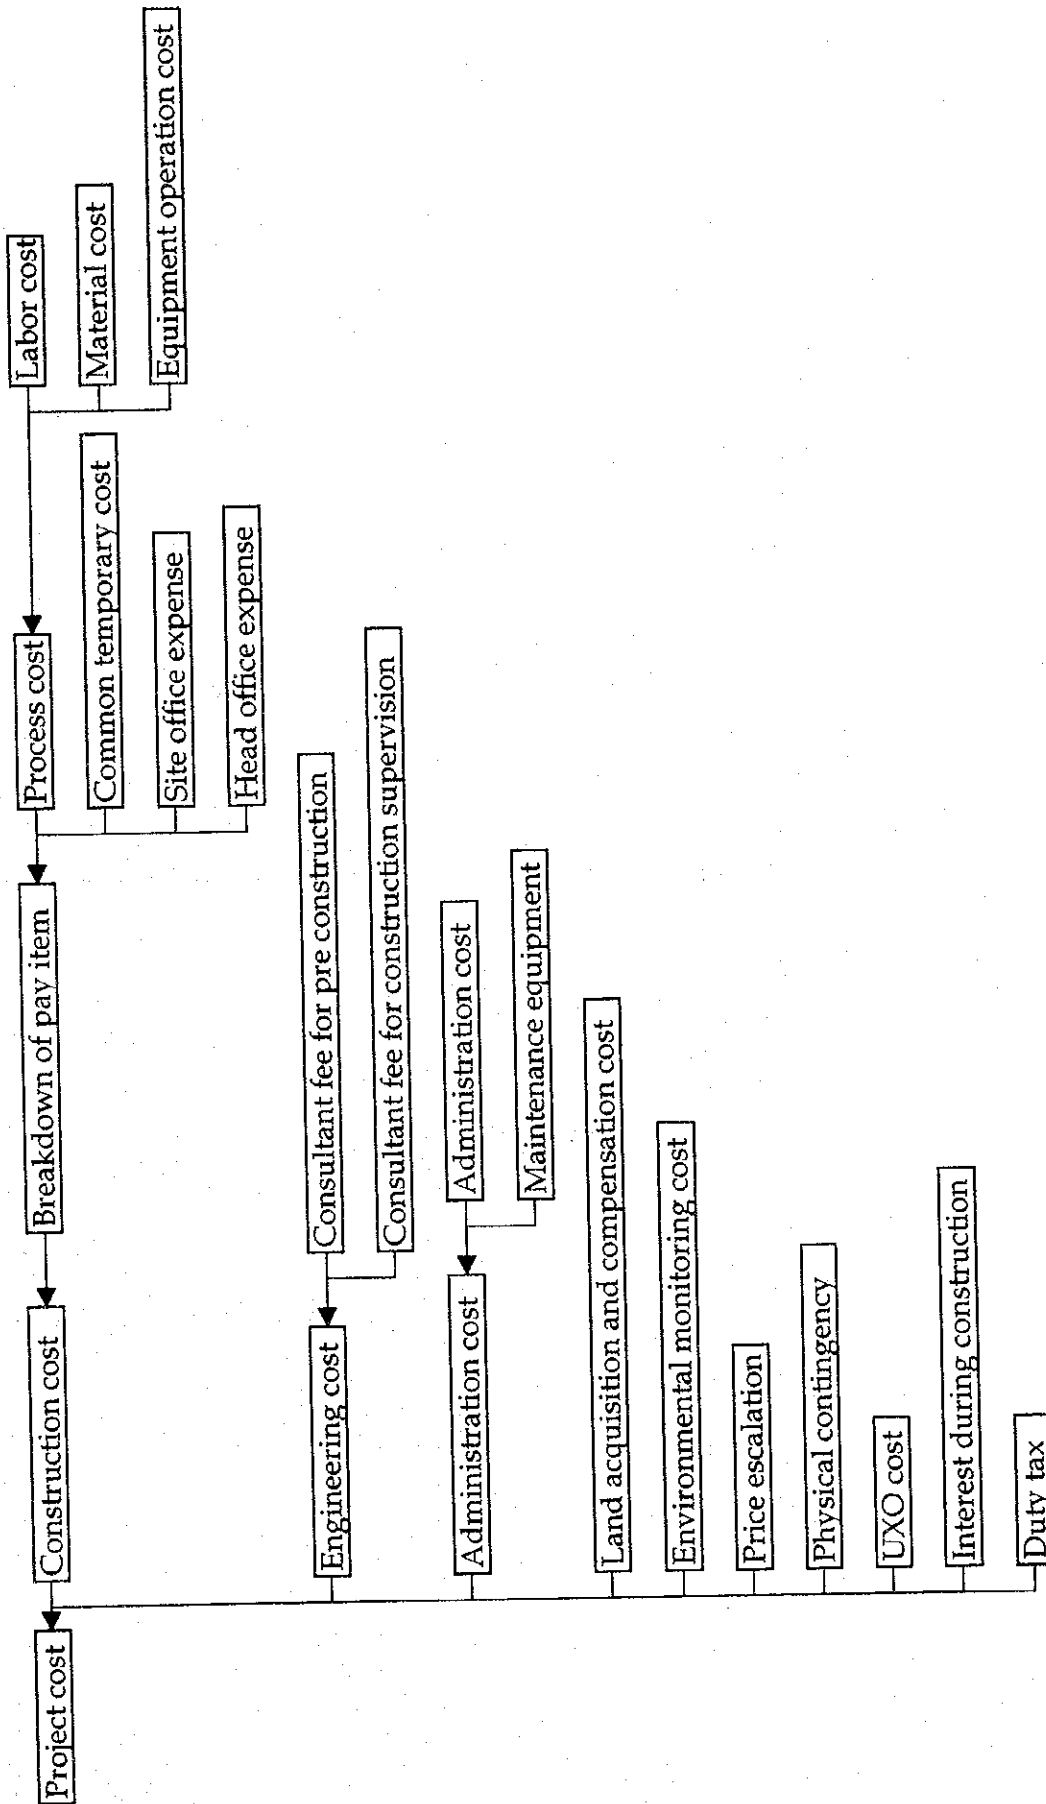 Project cost
Construction cost
Breakdown of pay item
Process cost
Labor cost
Material cost
Equipment operation cost
Common temporary cost
Site office expense
Head office expense
Engineering cost
Consultant fee for pre construction
Consultant fee for construction supervision
Administration cost
Administration cost
Maintenance equipment
Land acquisition and compensation cost
Environmental monitoring cost
Price escalation
Physical contingency
UXO cost
Interest during construction
Duty tax